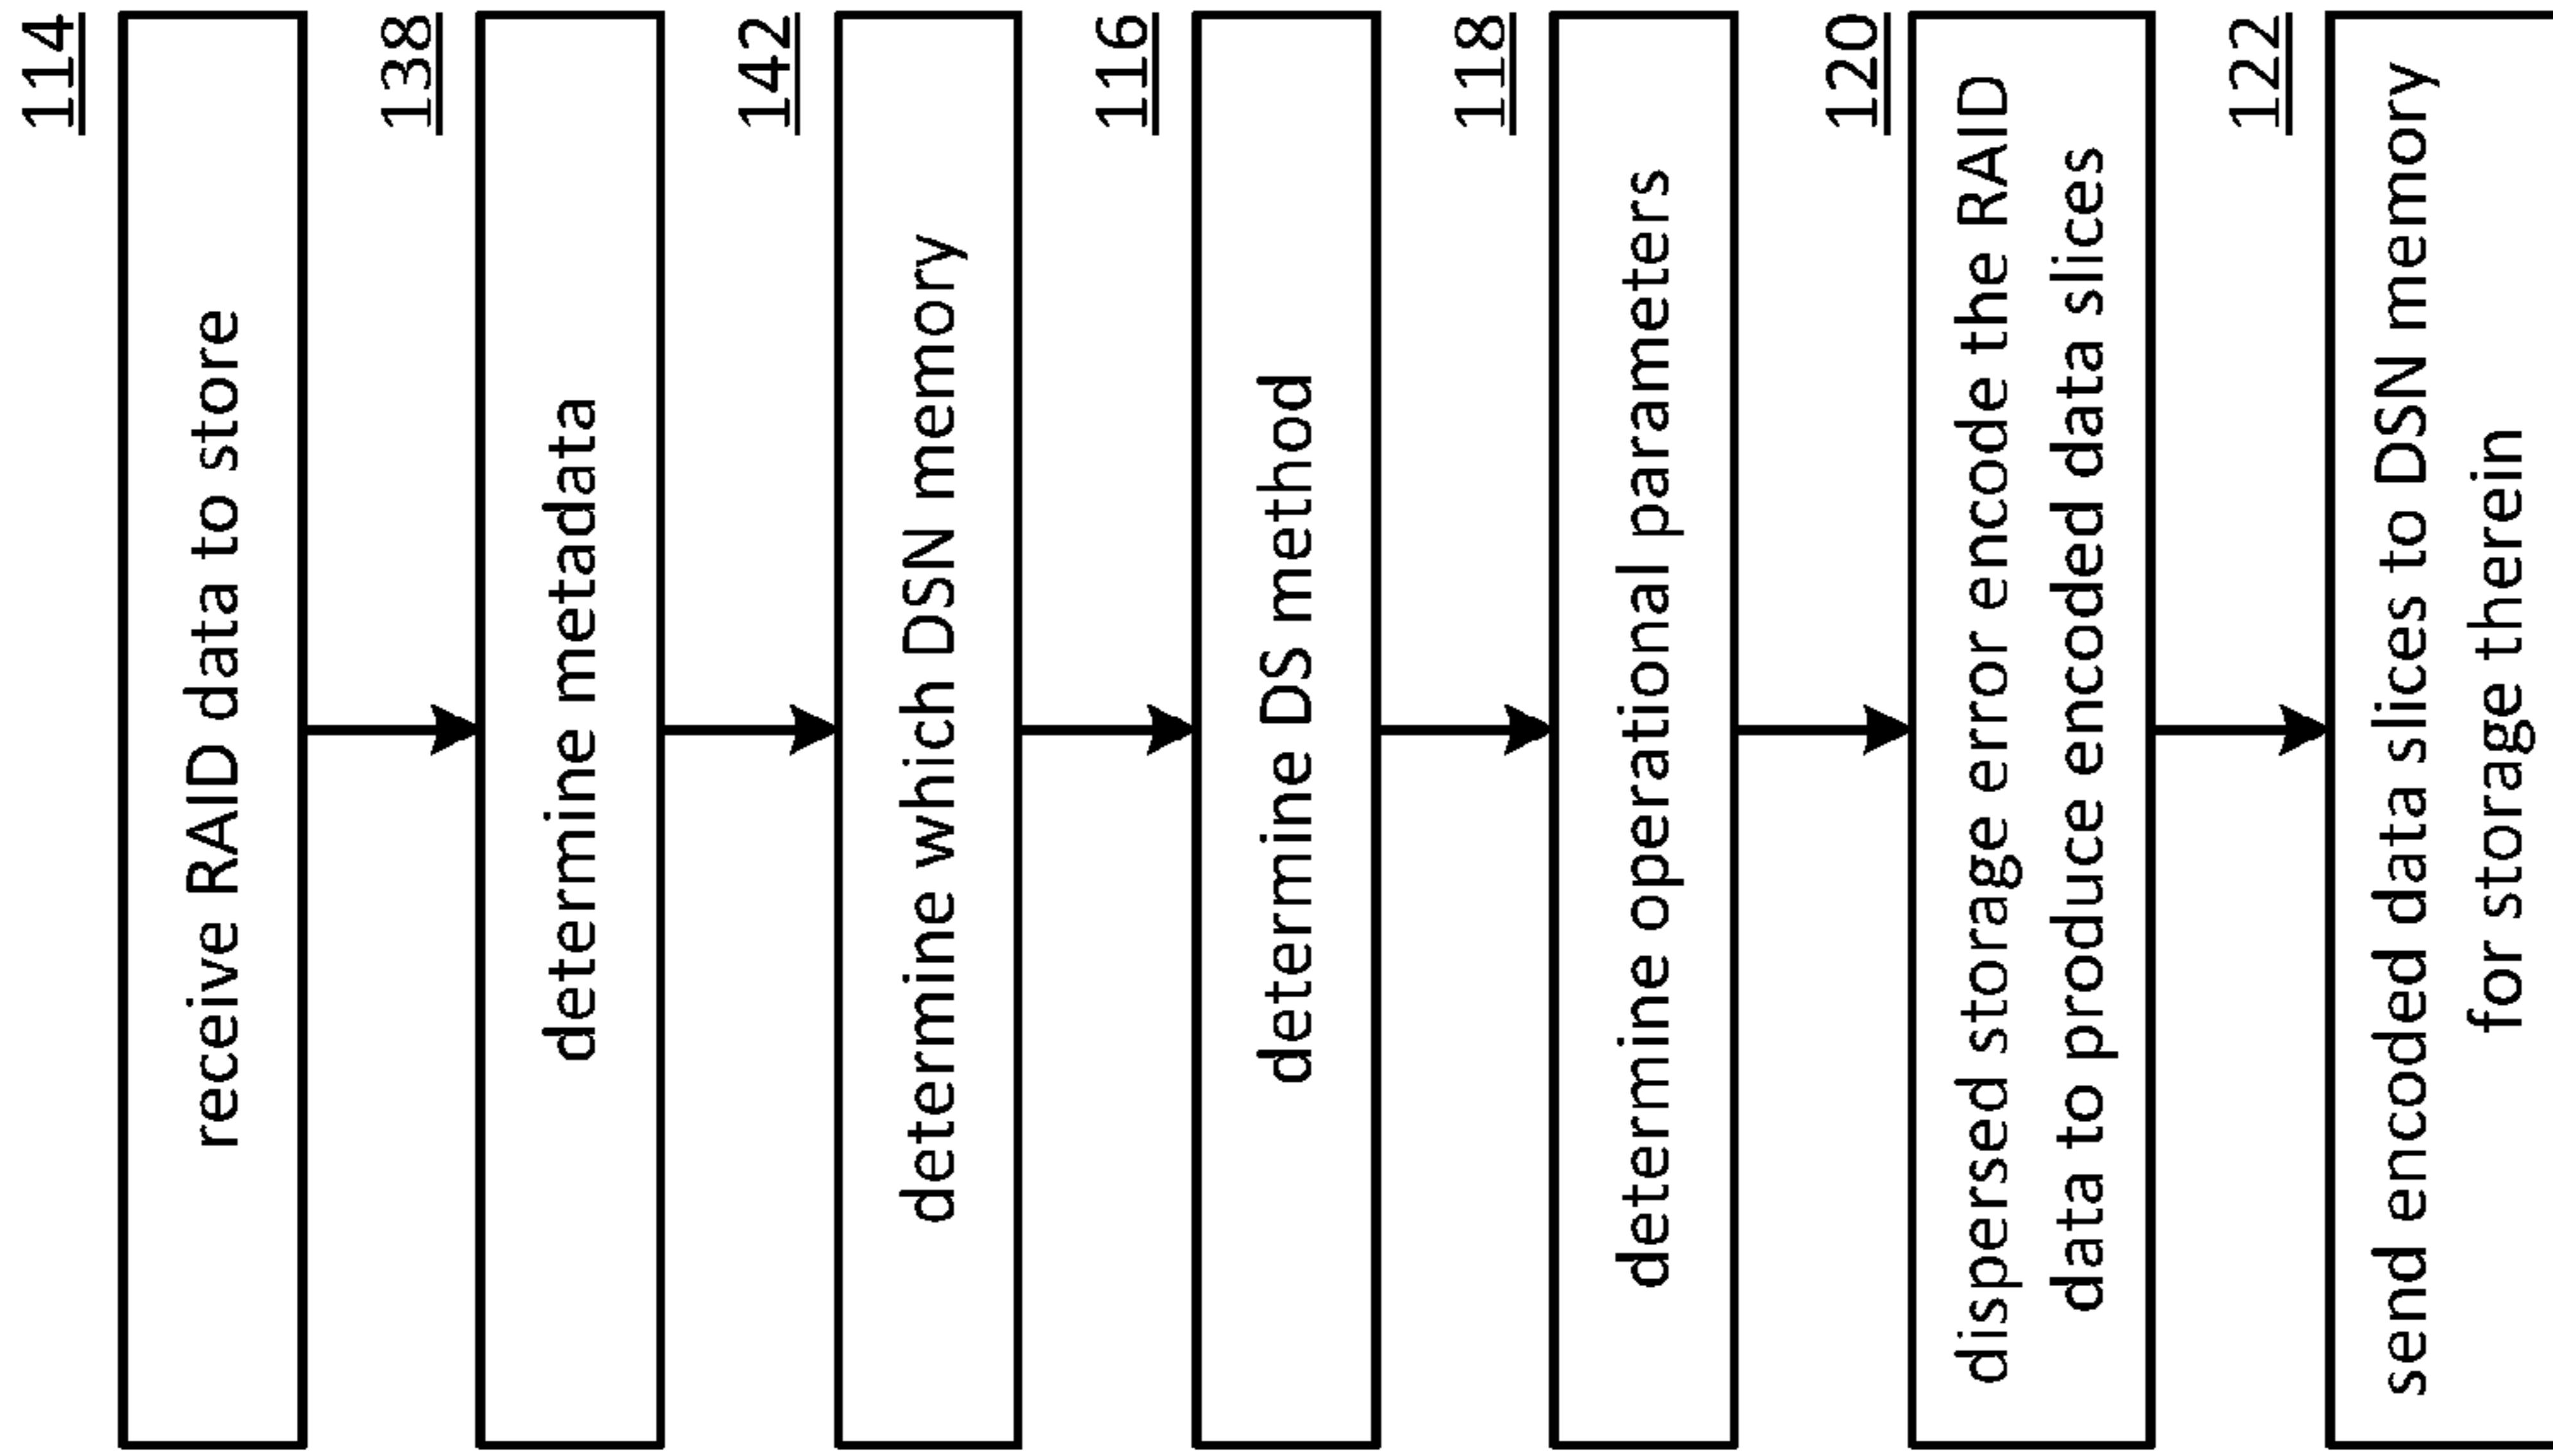 114
receive RAID data to store
138
determine metadata
142
determine which DSN memory
116
determine DS method
118
determine operational parameters
120
dispersed storage error encode the RAID
data to produce encoded data slices
122
send encoded data slices to DSN memory
for storage therein